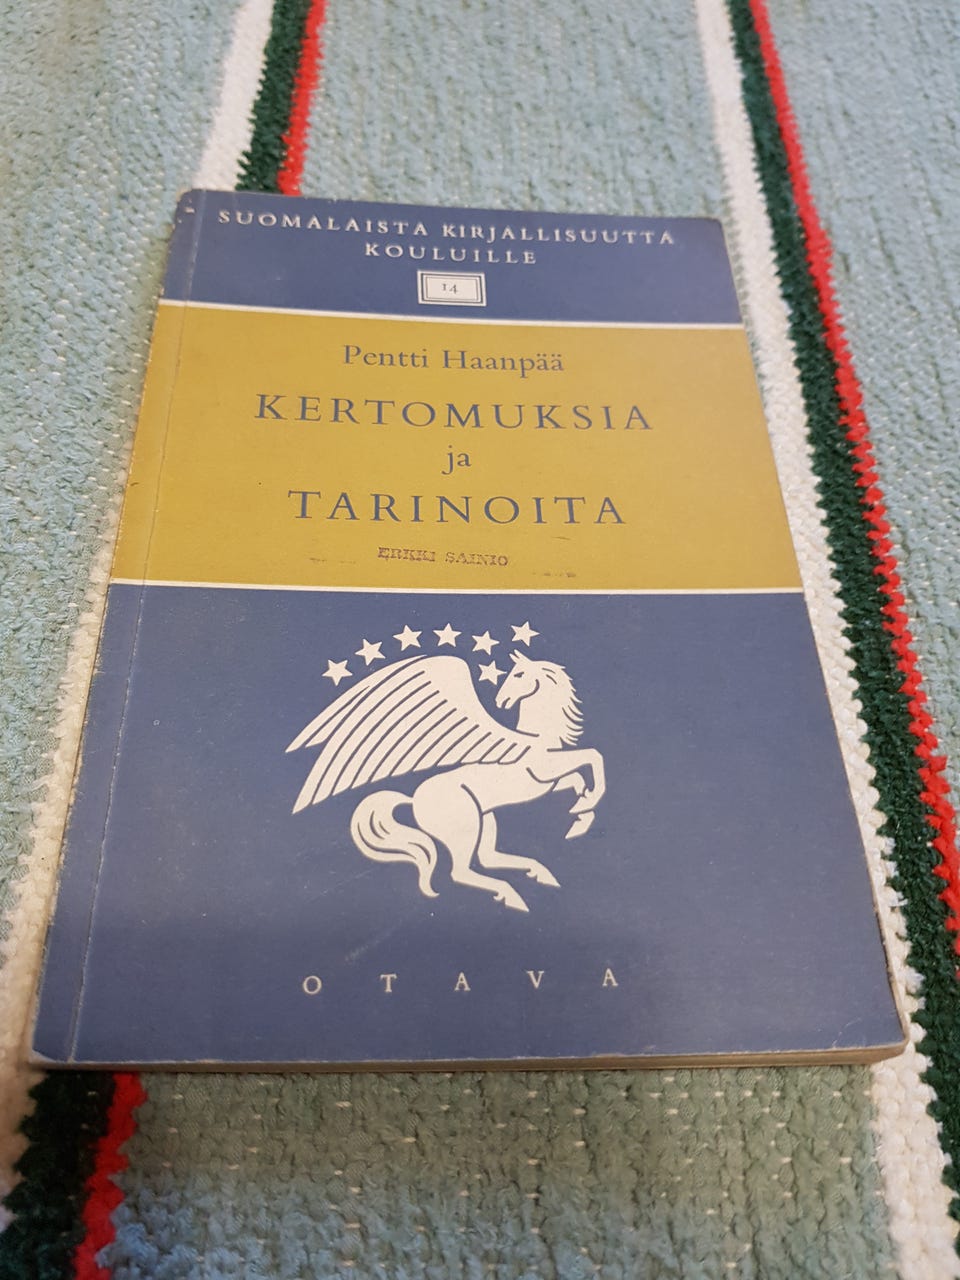 SUOMALAISTA KIRJALLISUUTTA
KOULUILLE
14
Pentti Haanpää
KERTOMUKSIA
ja
TARINOITA
ERKKI SAINIO
OTAVA